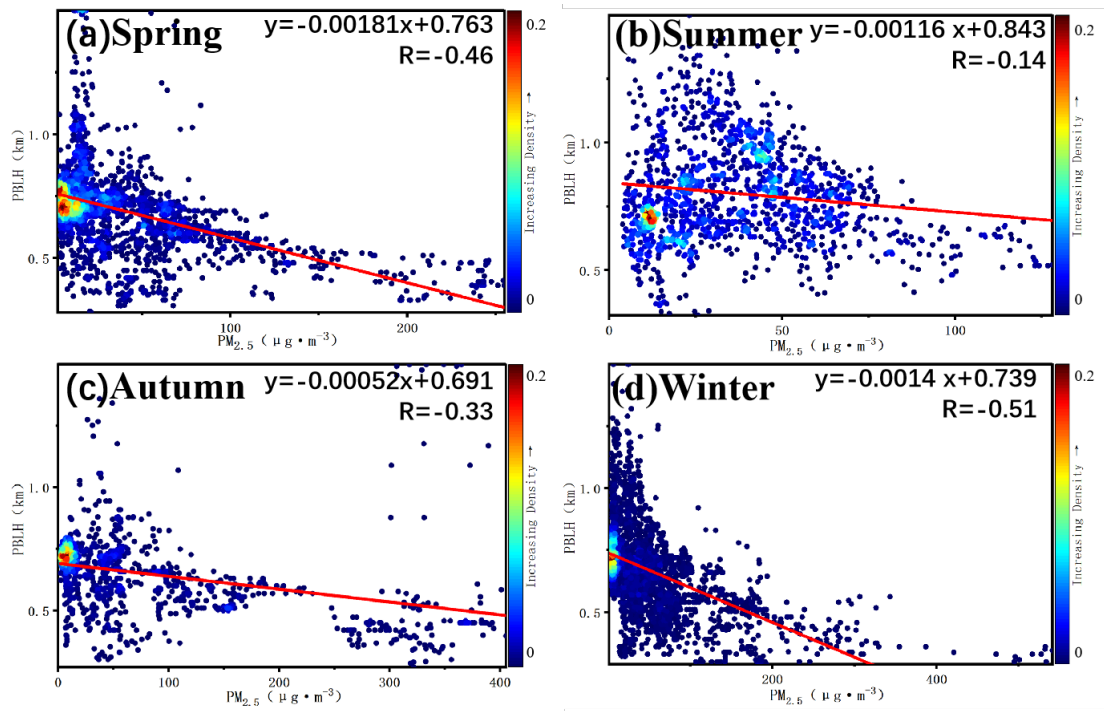 (a)Spring
y=-0.00181x+0.763
R=-0.46
PBLH (km)
1.0
0.5
100
200
PM2.5 (μg·m-3)
0.2
Increasing Density →
0
(b)Summer
y=-0.00116 x+0.843
R=-0.14
PBLH (km)
1.0
0.5
0
50
100
PM2.5 (μg·m-3)
0.2
Increasing Density →
0
(c)Autumn
y=-0.00052x+0.691
R=-0.33
PBLH (km)
1.0
0.5
0
100
200
300
400
PM2.5 (μg·m-3)
0.2
Increasing Density →
0
(d)Winter
y=-0.0014 x+0.739
R=-0.51
PBLH (km)
1.0
0.5
200
400
PM2.5 (μg·m-3)
0.2
Increasing Density →
0